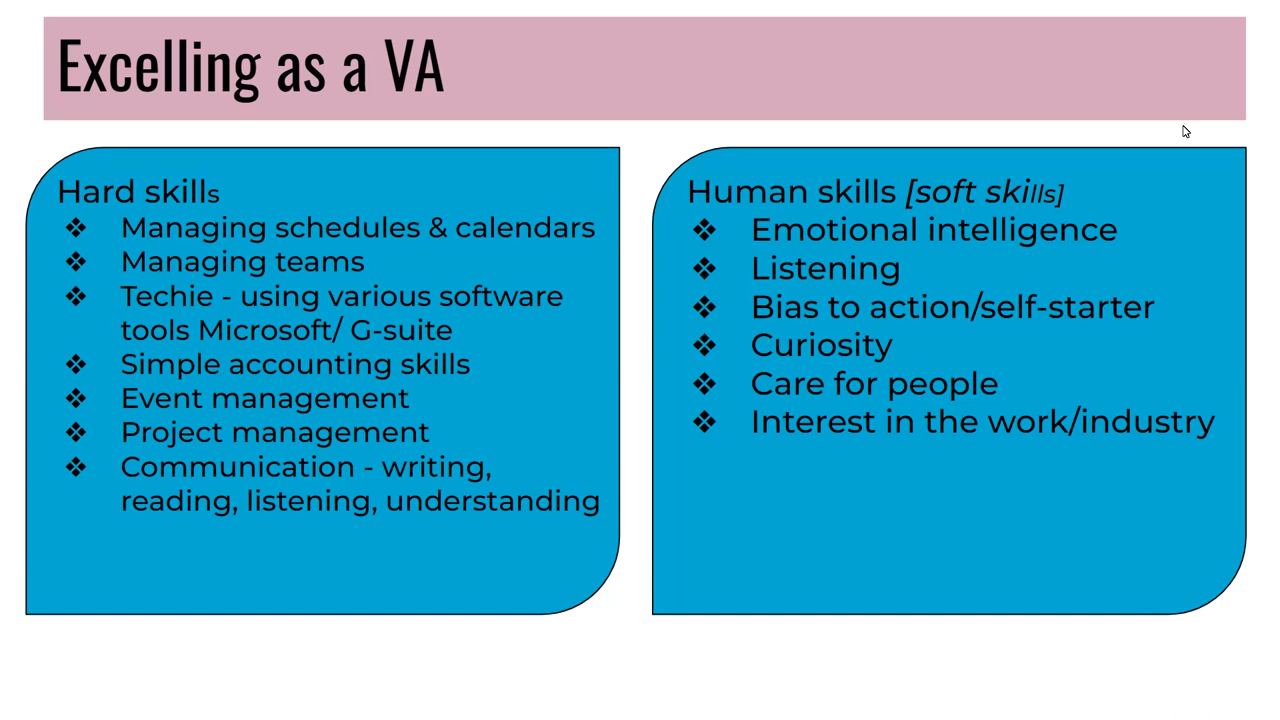 Excelling as a VA
Hard skills
❖ Managing schedules & calendars
❖ Managing teams
❖ Techie - using various software
tools Microsoft/ G-suite
❖ Simple accounting skills
❖ Event management
❖ Project management
❖ Communication - writing,
reading, listening, understanding
Human skills [soft skills]
❖ Emotional intelligence
❖ Listening
❖ Bias to action/self-starter
❖ Curiosity
❖ Care for people
❖ Interest in the work/industry